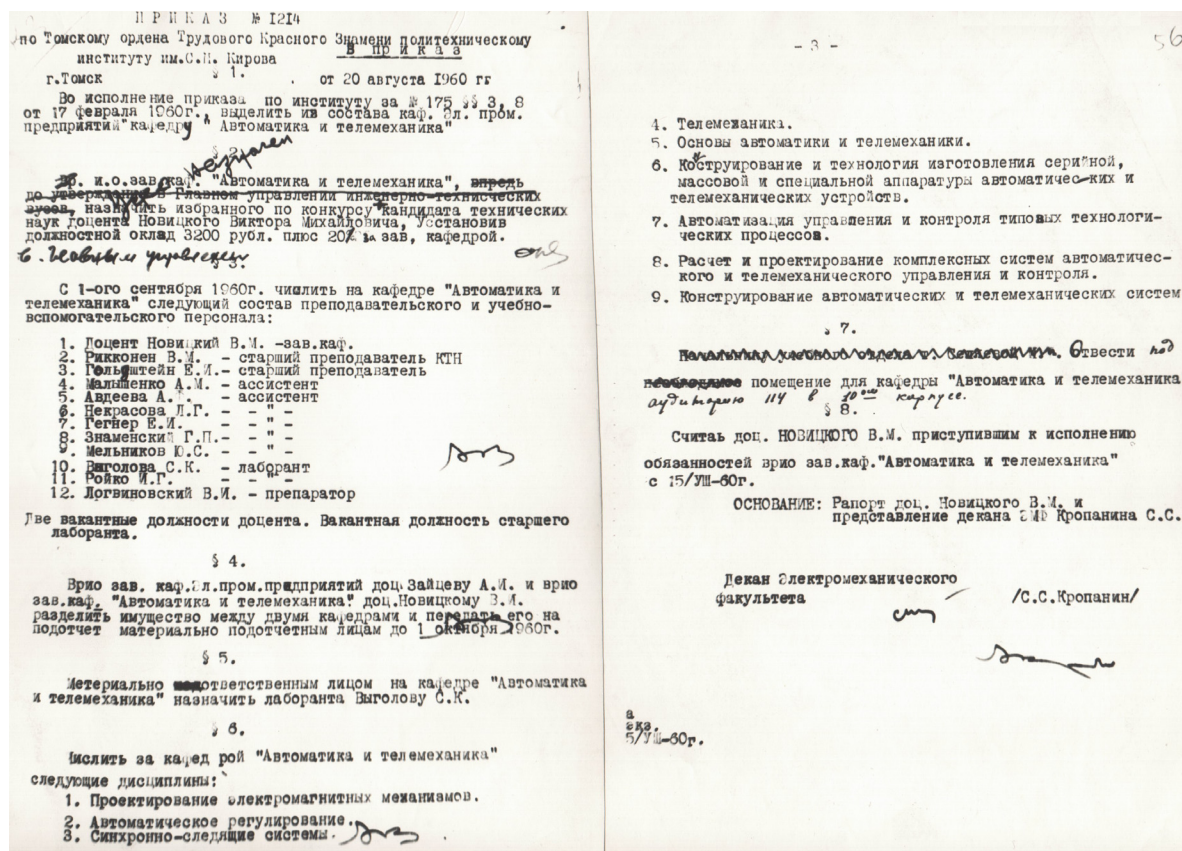 П Р И К А З № 1214
по Томскому ордена Трудового Красного Знамени политехническому
В приказ
институту им.С.М. Кирова
§ 1.
г.Томск от 20 августа 1960 гг
Во исполнение приказа по институту за № 175 §§ 3, 8
от 17 февраля 1960г., выделить из состава каф. Эл. пром.
предприятий кафедру " Автоматика и телемеханика"
§ 2.
и.о.зав.каф. "Автоматика и телемеханика", впредь
до утверждения в Главном управлении инженерно-технических
вузов, назначить избранного по конкурсу кандидата технических
наук доцента Новицкого Виктора Михайловича, Установив
должностной оклад 3200 рубл. плюс 20% за зав, кафедрой.
§ 3.
С 1-ого сентября 1960г. числить на кафедре "Автоматика и
телемеханика" следующий состав преподавательского и учебно-
вспомогательского персонала:
1. Доцент Новицкий В.М. -зав.каф.
2. Рикконен В.М. - старший преподаватель КТН
3. Гольдштейн Е.И.- старший преподаватель
4. Малышенко А.М. - ассистент
5. Авдеева А. . - ассистент
6. Некрасова Л.Г. - - " -
7. Гегнер Е.И. - - " -
8. Знаменский Г.П.- - " -
9. Мельников Ю.С. - - " -
10. Выголова С.К. - лаборант
11. Ройко И.Г. - - " -
12. Логвиновский В.И. - препаратор
Две вакантные должности доцента. Вакантная должность старшего
лаборанта.
§ 4.
Врио зав. каф.Эл.пром.предприятий доц.Зайцеву А.И. и врио
зав.каф. "Автоматика и телемеханика" доц.Новицкому В.И.
разделить имущество между двумя кафедрами и передать его на
подотчет материально подотчетным лицам до 1 октября 1960г.
§ 5.
Метериально ответственным лицом на кафедре "Автоматика
и телемеханика" назначить лаборанта Выголову С.К.
§ 6.
Числить за кафед рой "Автоматика и телемеханика"
следующие дисциплины:
1. Проектирование электромагнитных механизмов.
2. Автоматическое регулирование.
3. Синхронно-следящие системы.
- 3 -
56
4. Телемеханика.
5. Основы автоматики и телемеханики.
6. Конструирование и технология изготовления серийной,
массовой и специальной аппаратуры автоматических и
телемеханических устройств.
7. Автоматизация управления и контроля типовых технологи-
ческих процессов.
8. Расчет и проектирование комплексных систем автоматичес-
кого и телемеханического управления и контроля.
9. Конструирование автоматических и телемеханических систем
§ 7.
Отвести под
помещение для кафедры "Автоматика и телемеханика
аудиторию 114 в 10ом корпусе.
§ 8.
Считаь доц. НОВИЦКОГО В.М. приступившим к исполнению
обязанностей врио зав.каф."Автоматика и телемеханика"
с 15/УШ-60г.
ОСНОВАНИЕ: Рапорт доц. Новицкого В.М. и
представление декана ЭМФ Кропанина С.С.
Декан Электромеханического
факультета /С.С.Кропанин/
а
экз.
5/УШ-60г.